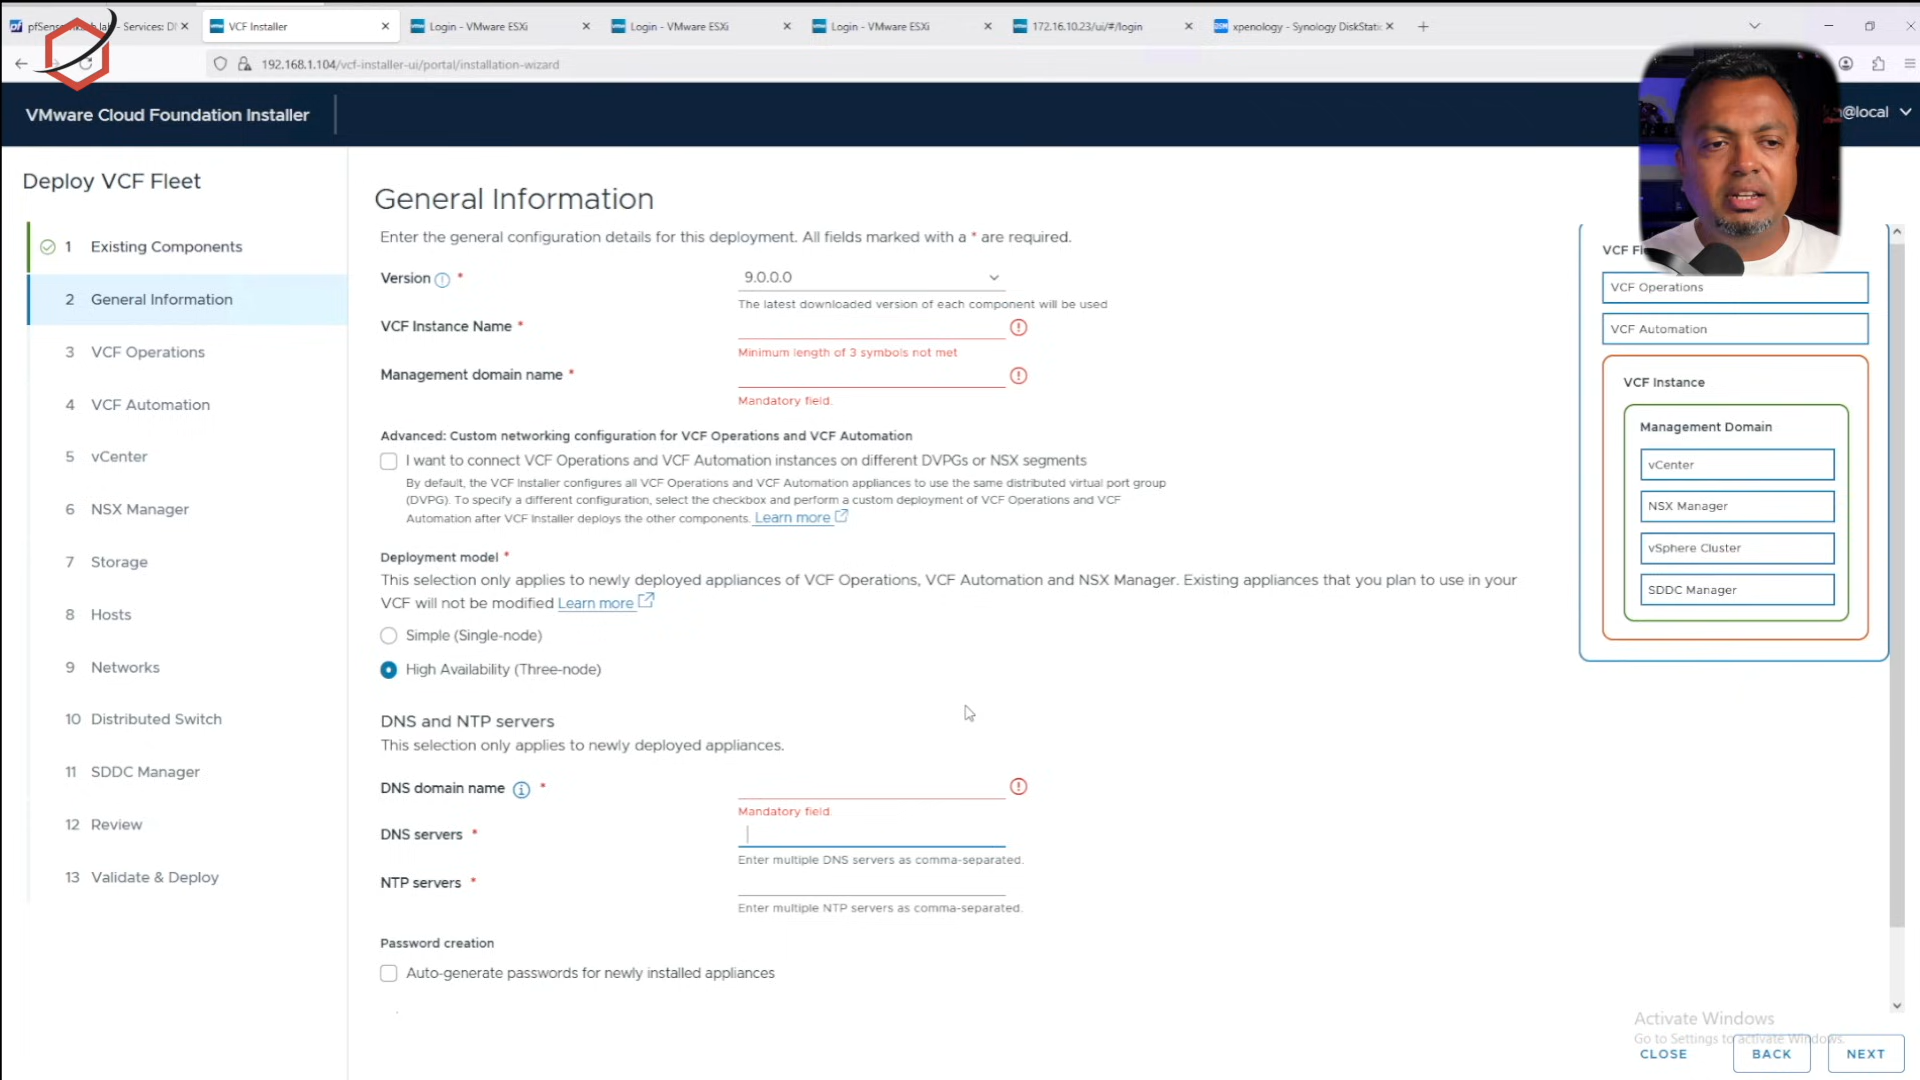 Services: D
VCF Installer
Login - VMware ESXi
Login - VMware ESXi
Login - VMware ESXi
172.16.10.23/ui/#/login
xpenology - Synology DiskStati
192.168.1.104/vcf-installer-ui/portal/installation-wizard
VMware Cloud Foundation Installer
@local
Deploy VCF Fleet
1 Existing Components
2 General Information
3 VCF Operations
4 VCF Automation
5 vCenter
6 NSX Manager
7 Storage
8 Hosts
9 Networks
10 Distributed Switch
11 SDDC Manager
12 Review
13 Validate & Deploy
General Information
Enter the general configuration details for this deployment. All fields marked with a * are required.
Version *
9.0.0.0
The latest downloaded version of each component will be used
VCF Instance Name *
Minimum length of 3 symbols not met
Management domain name *
Mandatory field.
Advanced: Custom networking configuration for VCF Operations and VCF Automation
I want to connect VCF Operations and VCF Automation instances on different DVPGs or NSX segments
By default, the VCF Installer configures all VCF Operations and VCF Automation appliances to use the same distributed virtual port group
(DVPG). To specify a different configuration, select the checkbox and perform a custom deployment of VCF Operations and VCF
Automation after VCF Installer deploys the other components. Learn more
Deployment model *
This selection only applies to newly deployed appliances of VCF Operations, VCF Automation and NSX Manager. Existing appliances that you plan to use in your
VCF will not be modified Learn more
Simple (Single-node)
High Availability (Three-node)
DNS and NTP servers
This selection only applies to newly deployed appliances.
DNS domain name *
Mandatory field
DNS servers *
Enter multiple DNS servers as comma-separated.
NTP servers *
Enter multiple NTP servers as comma-separated.
Password creation
Auto-generate passwords for newly installed appliances
VCF Fl
VCF Operations
VCF Automation
VCF Instance
Management Domain
vCenter
NSX Manager
vSphere Cluster
SDDC Manager
Activate Windows
Go to Settings to activate Windows.
CLOSE
BACK
NEXT